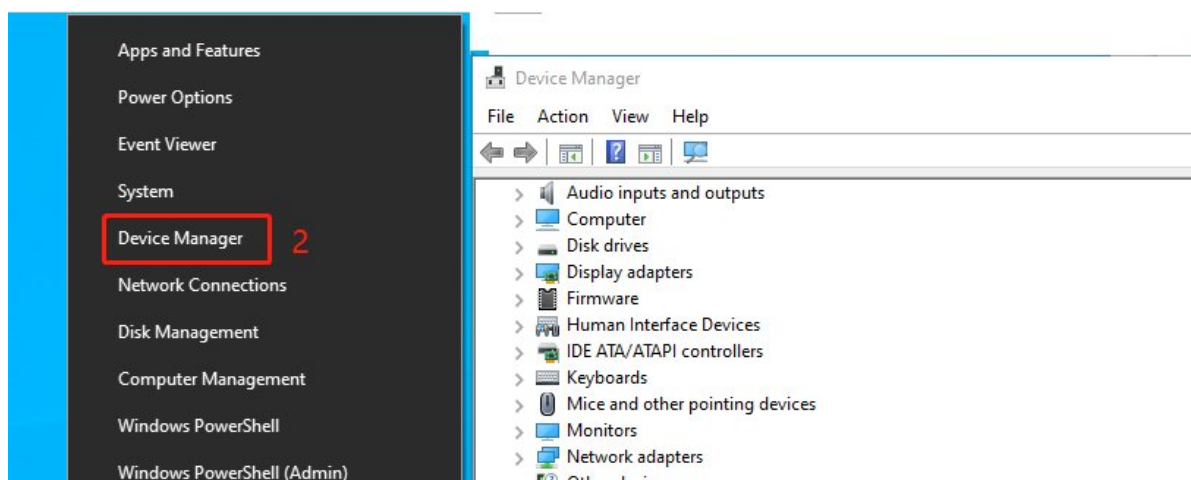 Apps and Features
Power Options
Event Viewer
System
Device Manager 2
Network Connections
Disk Management
Computer Management
Windows PowerShell
Windows PowerShell (Admin)
Device Manager
File Action View Help
Audio inputs and outputs
Computer
Disk drives
Display adapters
Firmware
Human Interface Devices
IDE ATA/ATAPI controllers
Keyboards
Mice and other pointing devices
Monitors
Network adapters